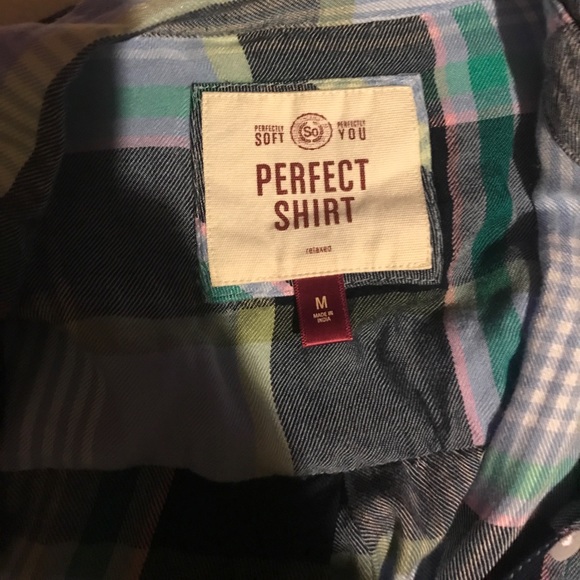 PERFECTLY SOFT So PERFECTLY YOU
PERFECT
SHIRT
relaxed
M
MADE IN
INDIA